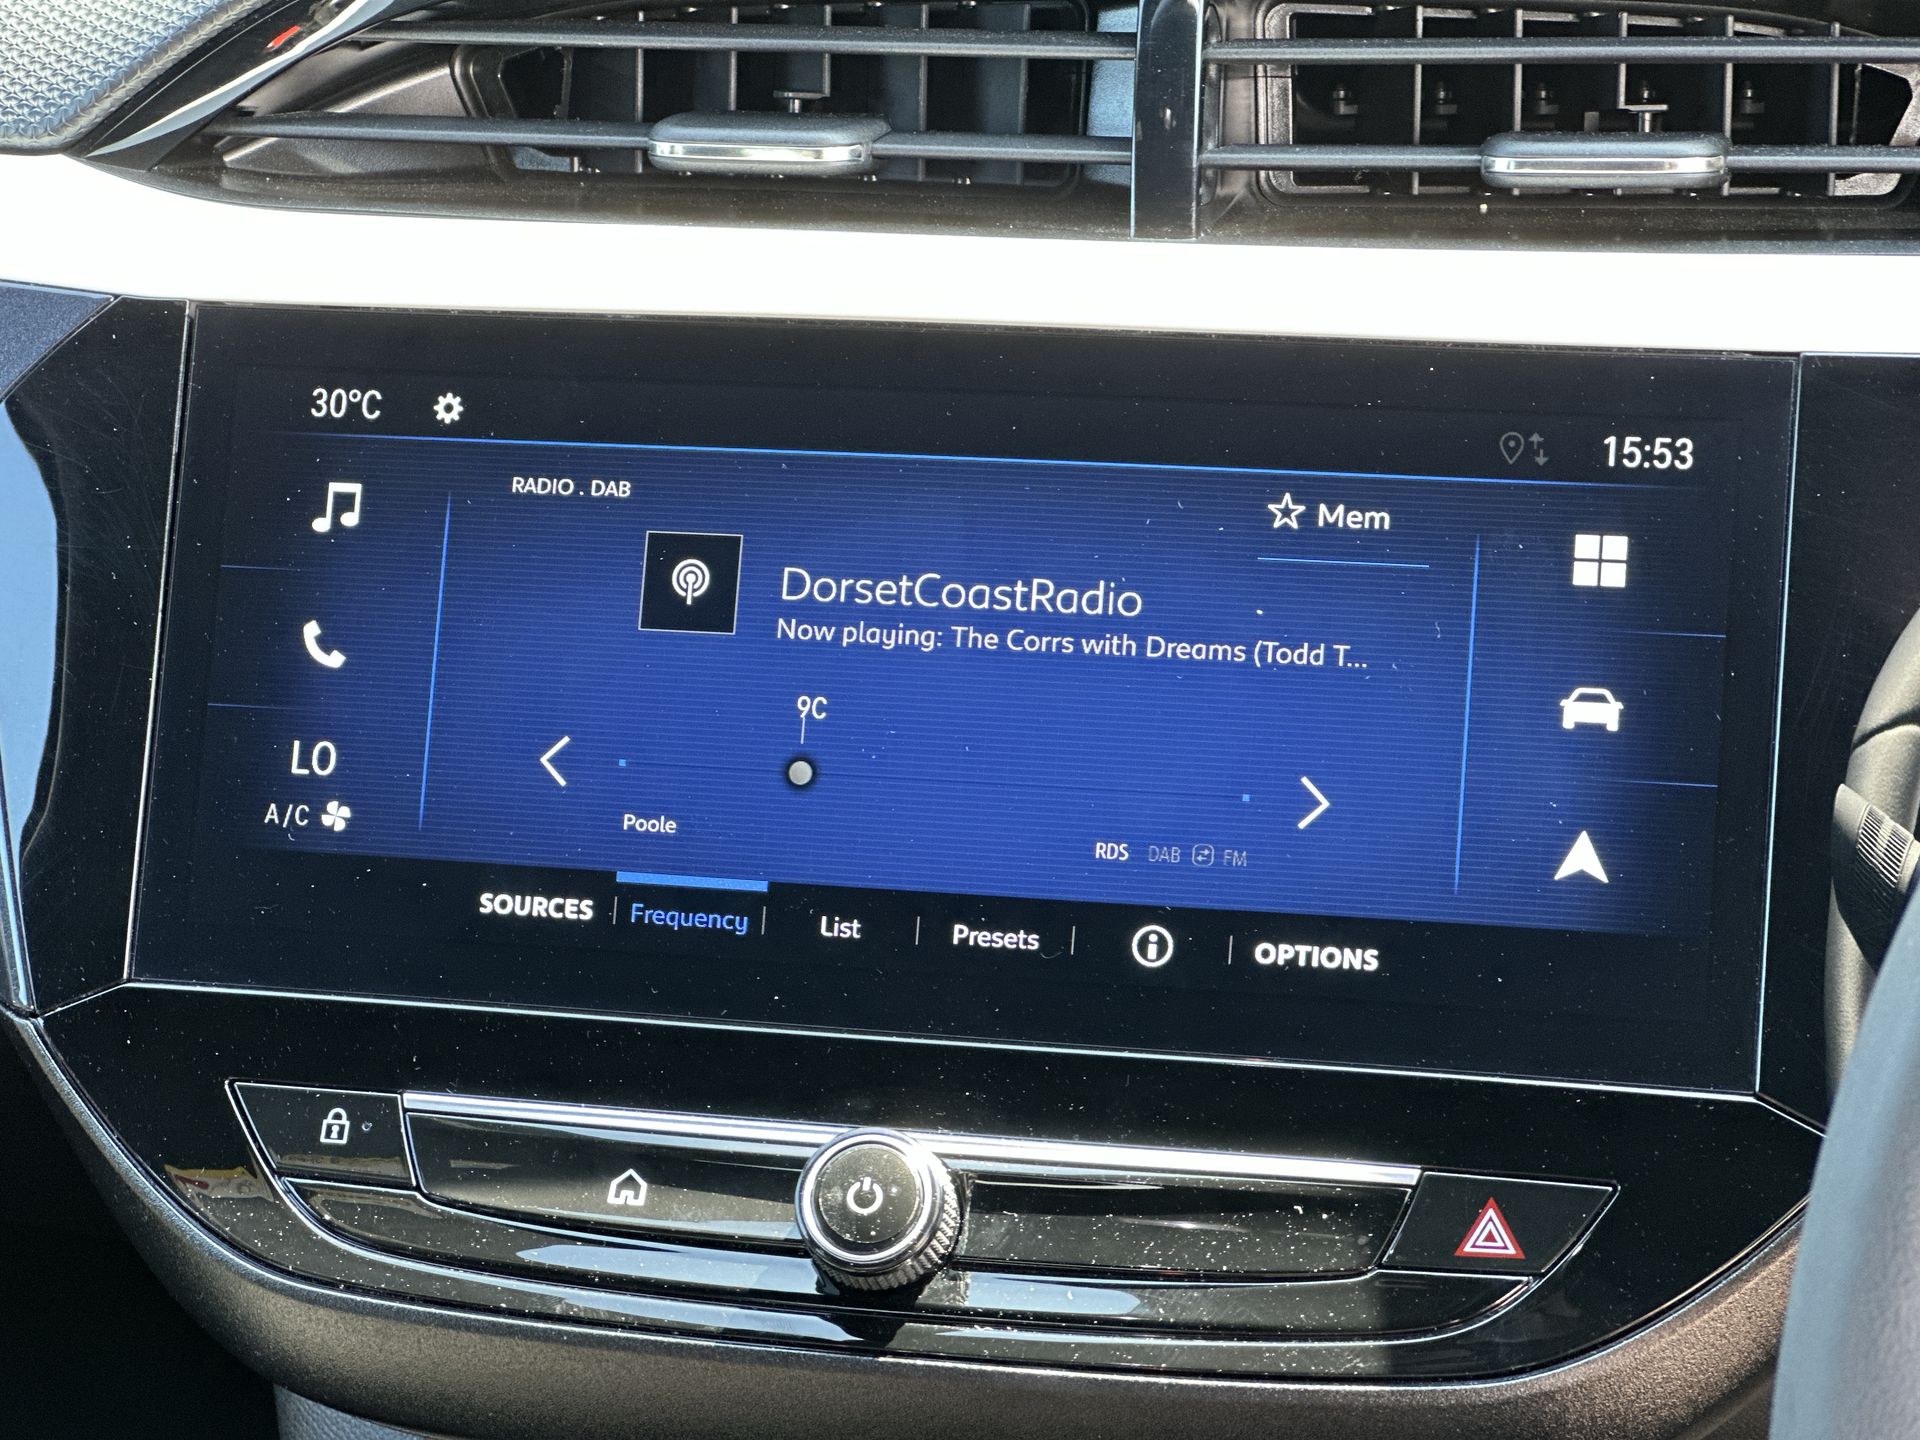 30°C
15:53
RADIO . DAB
Mem
DorsetCoastRadio
Now playing: The Corrs with Dreams (Todd T...
9C
LO
A/C
Poole
RDS DAB FM
SOURCES Frequency List Presets OPTIONS